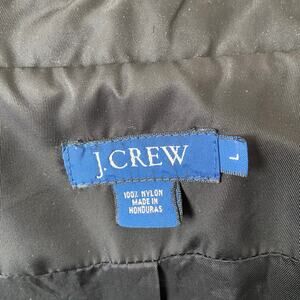 J.CREW
L
100% NYLON
MADE IN
HONDURAS